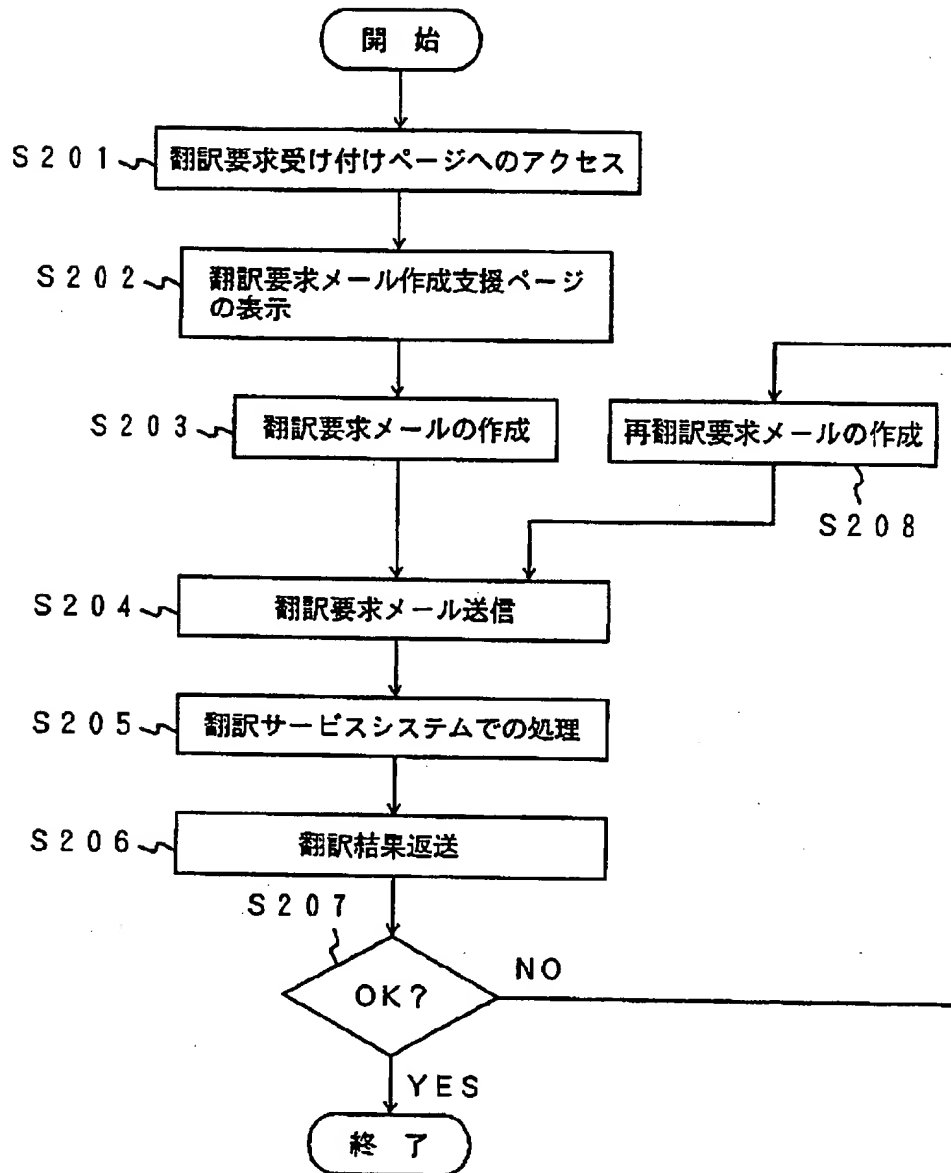 開 始
S201
翻訳要求受け付けページへのアクセス
S202
翻訳要求メール作成支援ページ
の表示
S203
翻訳要求メールの作成
再翻訳要求メールの作成
S208
S204
翻訳要求メール送信
S205
翻訳サービスシステムでの処理
S206
翻訳結果返送
S207
OK?
NO
YES
終 了